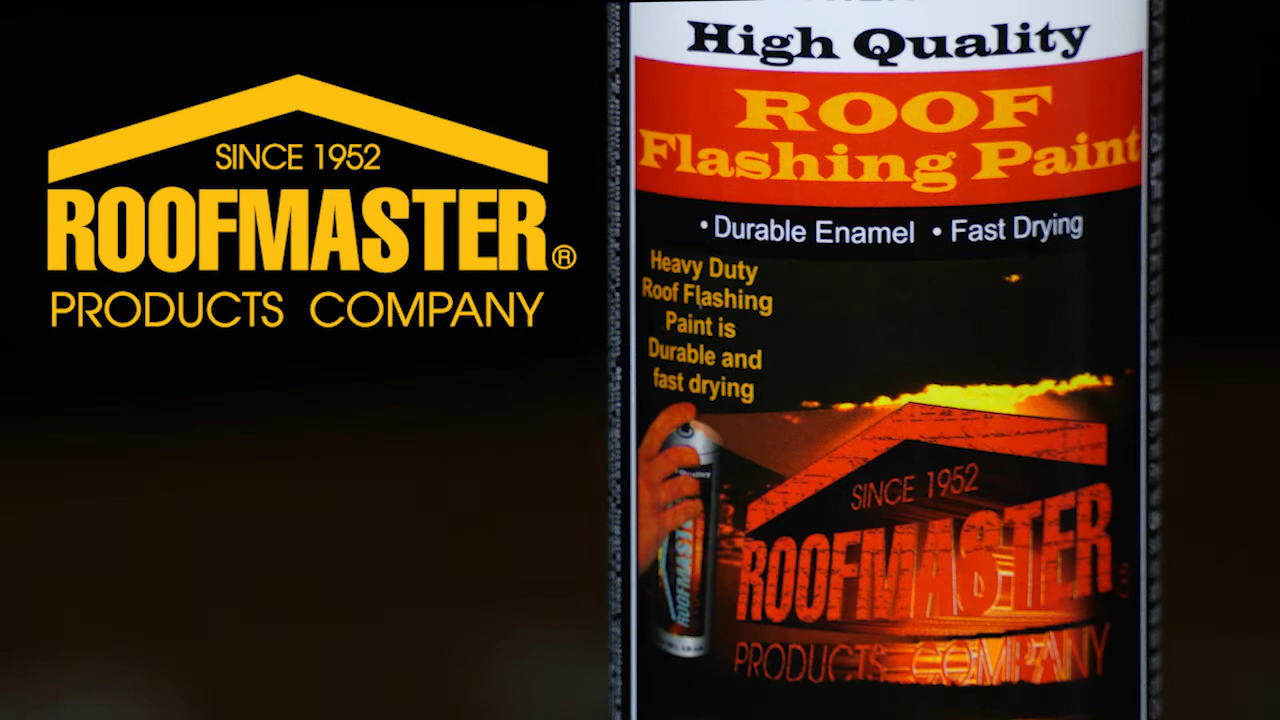 SINCE 1952
ROOFMASTER®
PRODUCTS COMPANY
High Quality
ROOF
Flashing Paint
• Durable Enamel • Fast Drying
Heavy Duty
Roof Flashing
Paint is
Durable and
fast drying
SINCE 1952
ROOFMASTER
PRODUCTS COMPANY
ROOFMASTE